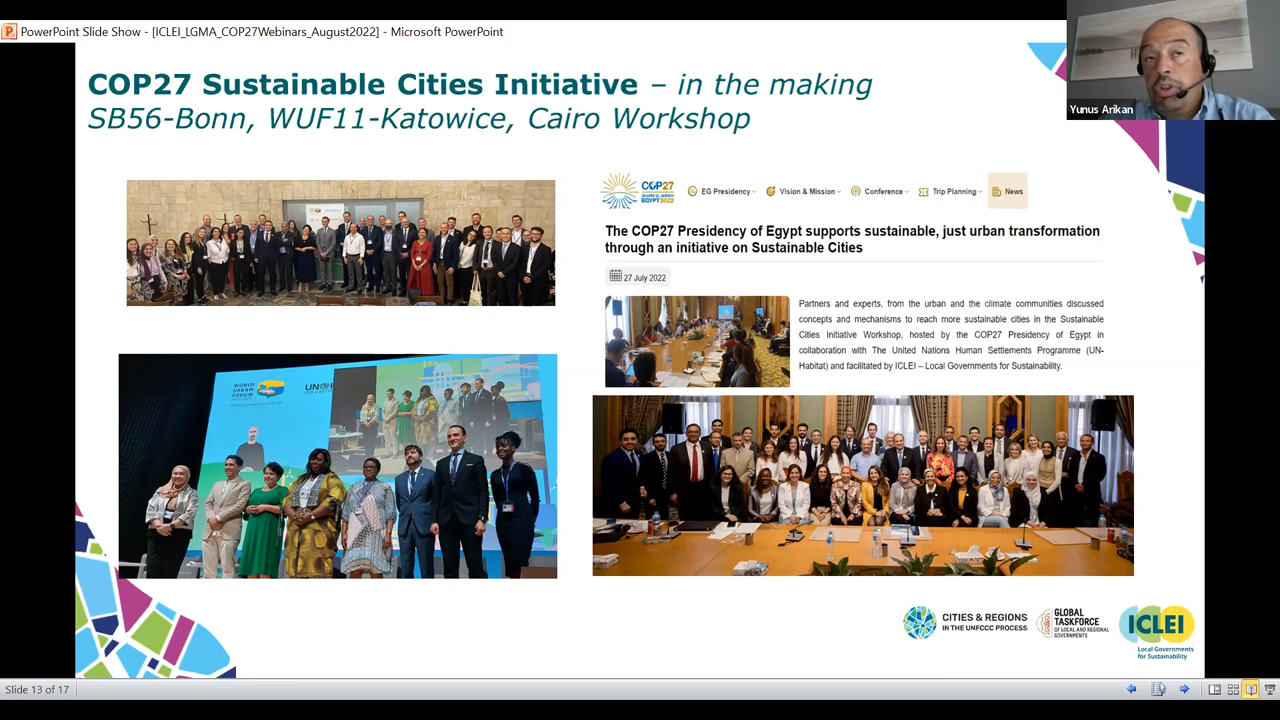 PowerPoint Slide Show - [ICLEI_LGMA_COP27Webinars_August2022] - Microsoft PowerPoint
Yunus Arikan
COP27 Sustainable Cities Initiative – in the making
SB56-Bonn, WUF11-Katowice, Cairo Workshop
COP27
EGYPT2022
EG Presidency
Vision & Mission
Conference
Trip Planning
News
The COP27 Presidency of Egypt supports sustainable, just urban transformation
through an initiative on Sustainable Cities
27 July 2022
Partners and experts, from the urban and the climate communities discussed
concepts and mechanisms to reach more sustainable cities in the Sustainable
Cities Initiative Workshop, hosted by the COP27 Presidency of Egypt in
collaboration with The United Nations Human Settlements Programme (UN-
Habitat) and facilitated by ICLEI – Local Governments for Sustainability.
WORLD
URBAN
FORUM
CITIES & REGIONS
IN THE UNFCCC PROCESS
GLOBAL
TASKFORCE
OF LOCAL AND REGIONAL
GOVERNMENTS
ICLEI
Local Governments
for Sustainability
Slide 13 of 17